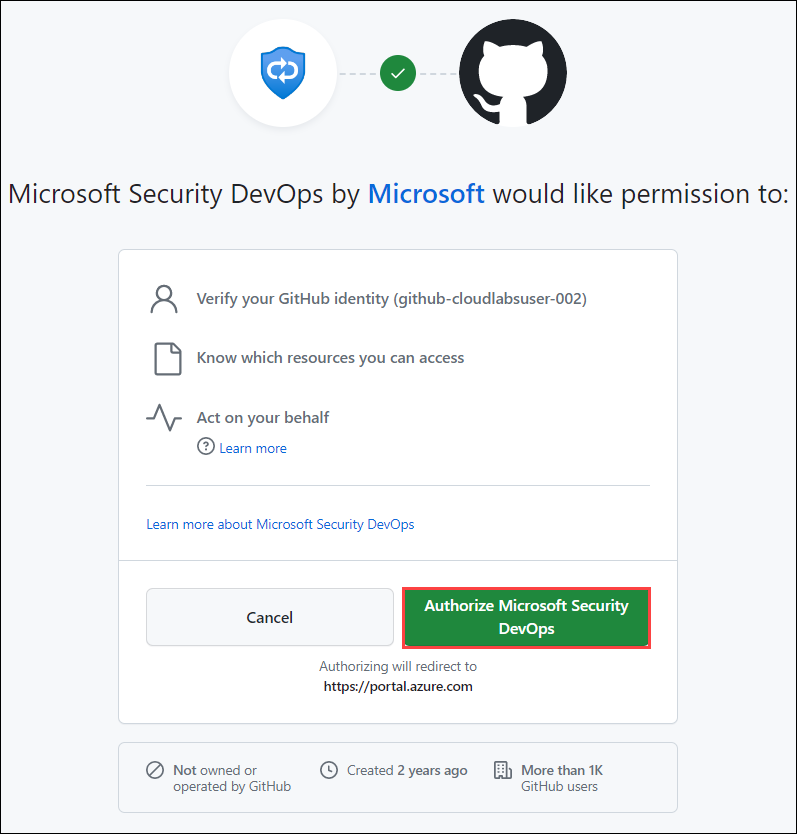 Microsoft Security DevOps by Microsoft would like permission to:
Verify your GitHub identity (github-cloudlabsuser-002)
Know which resources you can access
Act on your behalf
Learn more
Learn more about Microsoft Security DevOps
Cancel
Authorize Microsoft Security
DevOps
Authorizing will redirect to
https://portal.azure.com
Not owned or
operated by GitHub
Created 2 years ago
More than 1K
GitHub users